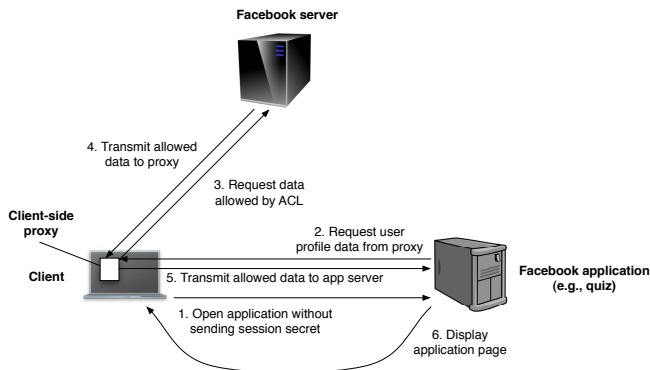 Facebook server
4. Transmit allowed
data to proxy
3. Request data
allowed by ACL
Client-side
proxy
2. Request user
profile data from proxy
Client
5. Transmit allowed data to app server
Facebook application
(e.g., quiz)
1. Open application without
sending session secret
6. Display
application page